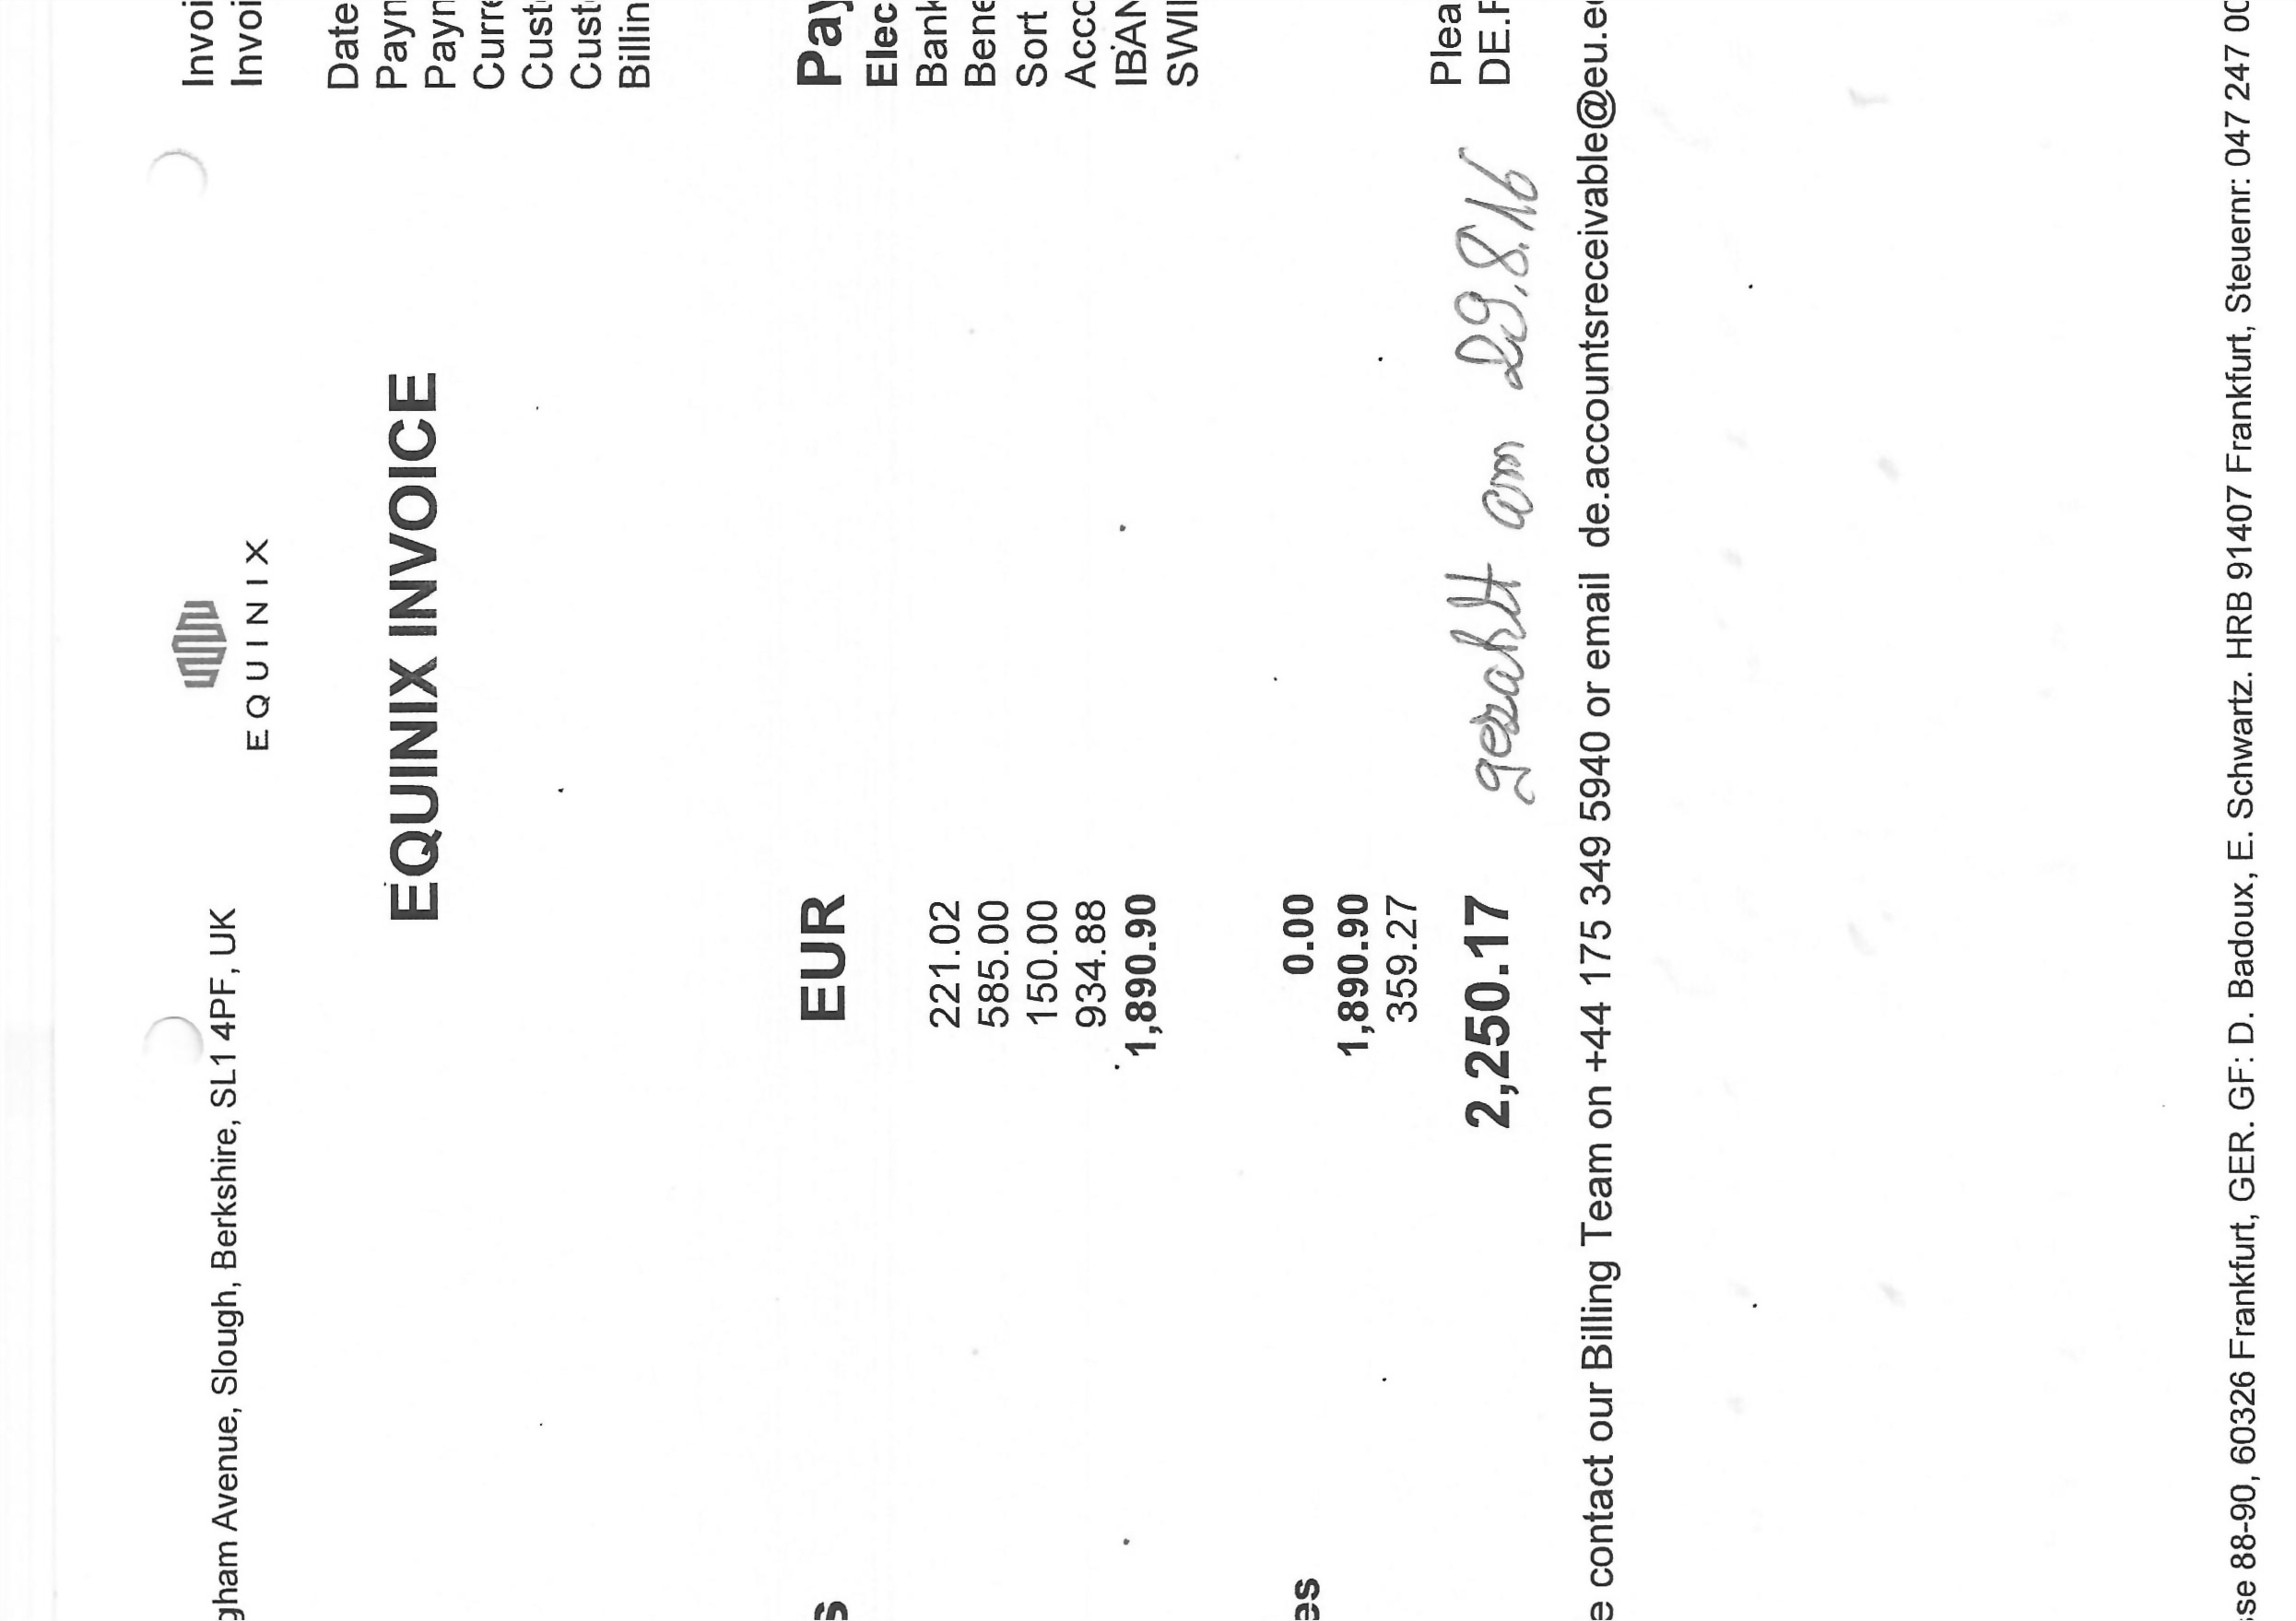 gham Avenue, Slough, Berkshire, SL1 4PF, UK
EQUINIX
Invoi
Invoi
EQUINIX INVOICE
Date
Payn
Payn
Curre
Cust
Cust
Billin
s
EUR
Pay
Elec
221.02
Bank
585.00
Bene
150.00
Sort
934.88
Acco
1,890.90
IBAN
SWI
es
0.00
1,890.90
359.27
2,250.17
gezahlt am 29.8.16
Plea
DE.F
e contact our Billing Team on +44 175 349 5940 or email de.accountsreceivable@eu.e
sse 88-90, 60326 Frankfurt, GER. GF: D. Badoux, E. Schwartz. HRB 91407 Frankfurt, Steuernr: 047 247 00